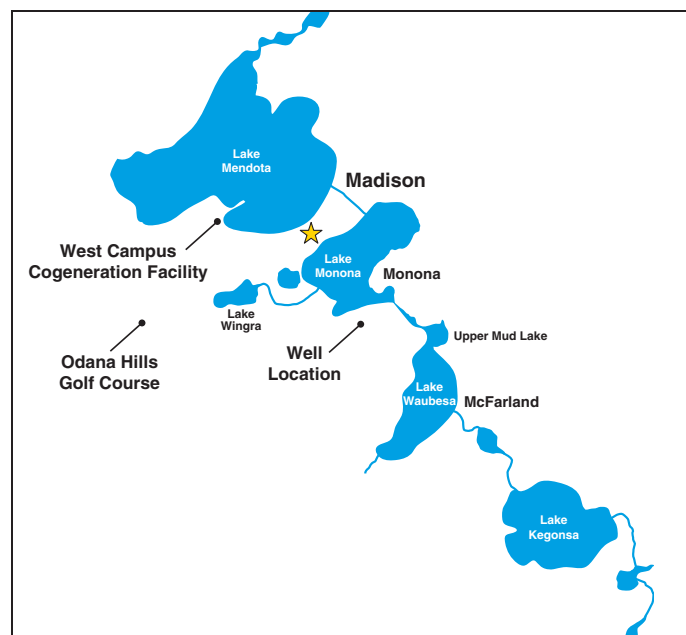 Lake
Mendota
Madison
West Campus
Cogeneration Facility
Lake
Monona
Monona
Lake
Wingra
Upper Mud Lake
Well
Location
Odana Hills
Golf Course
Lake
Waubesa
McFarland
Lake
Kegonsa